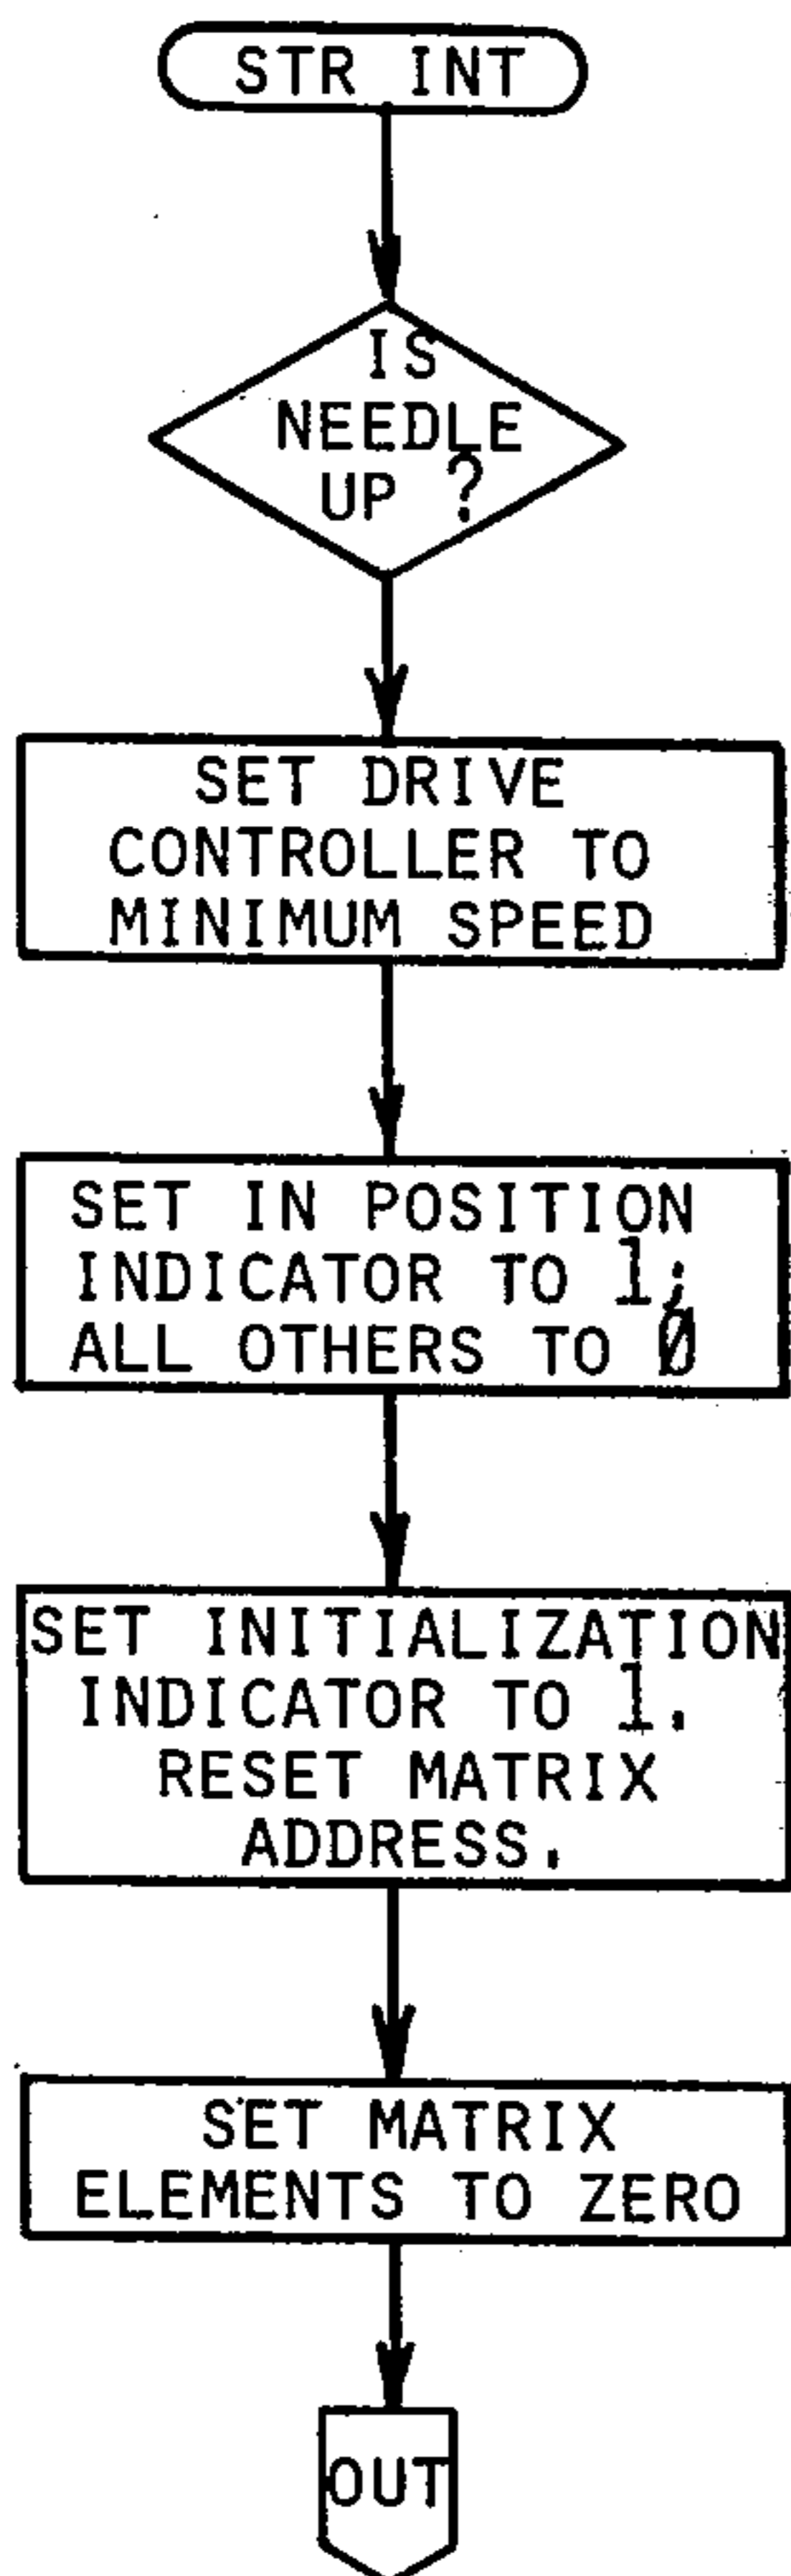 STR INT
IS
NEEDLE
UP ?
SET DRIVE
CONTROLLER TO
MINIMUM SPEED
SET IN POSITION
INDICATOR TO 1;
ALL OTHERS TO Ø
SET INITIALIZATION
INDICATOR TO 1.
RESET MATRIX
ADDRESS.
SET MATRIX
ELEMENTS TO ZERO
OUT